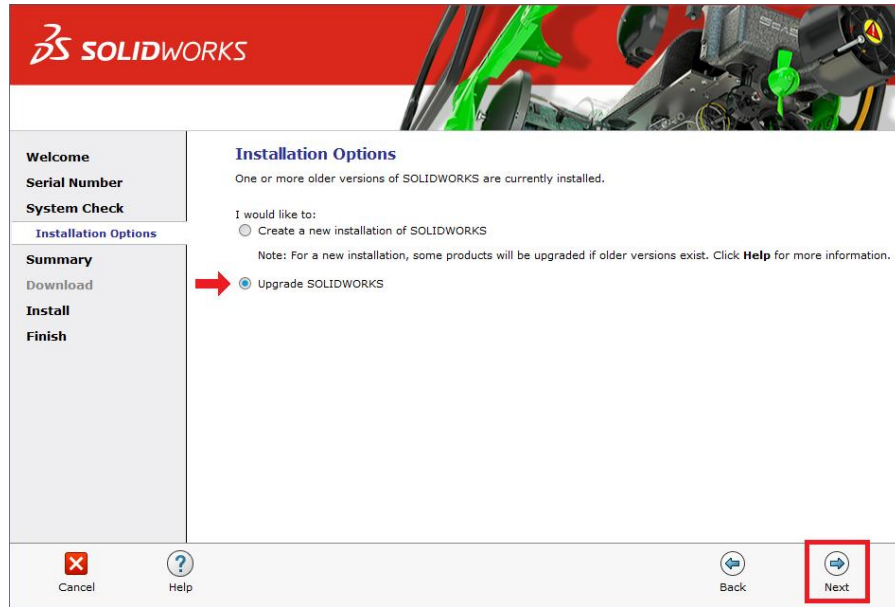 SOLIDWORKS
Welcome
Serial Number
System Check
Installation Options
Summary
Download
Install
Finish
Installation Options
One or more older versions of SOLIDWORKS are currently installed.
I would like to:
Create a new installation of SOLIDWORKS
Note: For a new installation, some products will be upgraded if older versions exist. Click Help for more information.
Upgrade SOLIDWORKS
Cancel
Help
Back
Next